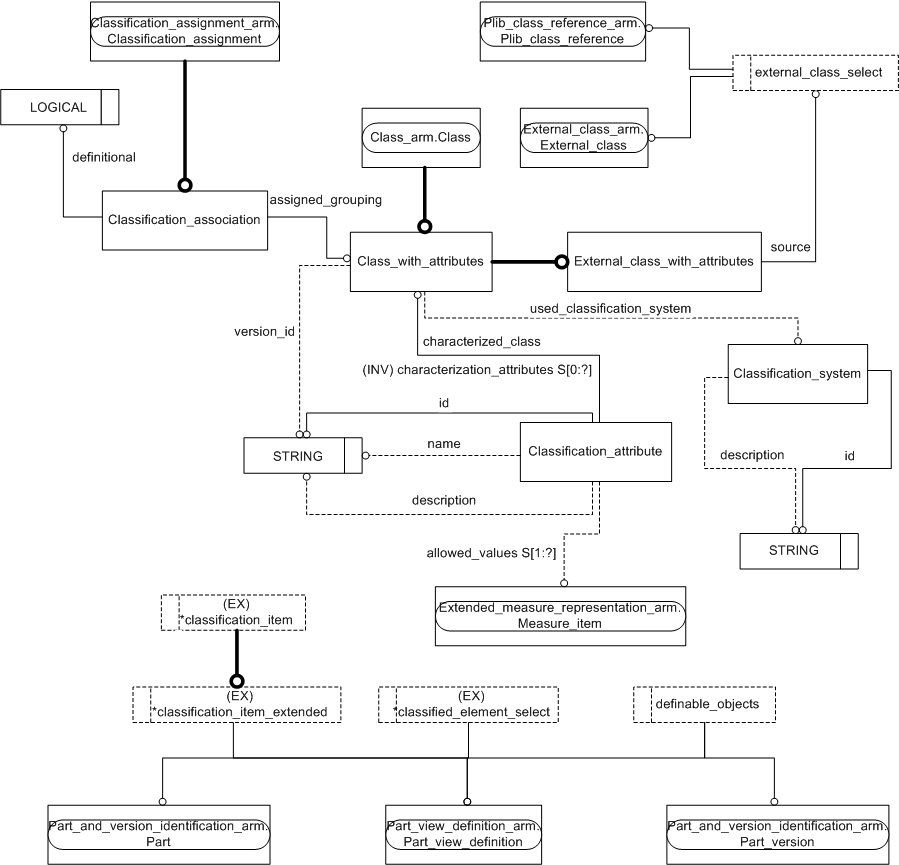 Classification_assignment_arm.
Classification_assignment
Plib_class_reference_arm.
Plib_class_reference
external_class_select
LOGICAL
definitional
Class_arm.Class
External_class_arm.
External_class
Classification_association
assigned_grouping
Class_with_attributes
External_class_with_attributes
source
used_classification_system
version_id
characterized_class
(INV) characterization_attributes S[0:?]
Classification_system
id
STRING
name
Classification_attribute
description
description
id
allowed_values S[1:?]
STRING
Extended_measure_representation_arm.
Measure_item
(EX)
*classification_item
(EX)
*classification_item_extended
(EX)
*classified_element_select
definable_objects
Part_and_version_identification_arm.
Part
Part_view_definition_arm.
Part_view_definition
Part_and_version_identification_arm.
Part_version